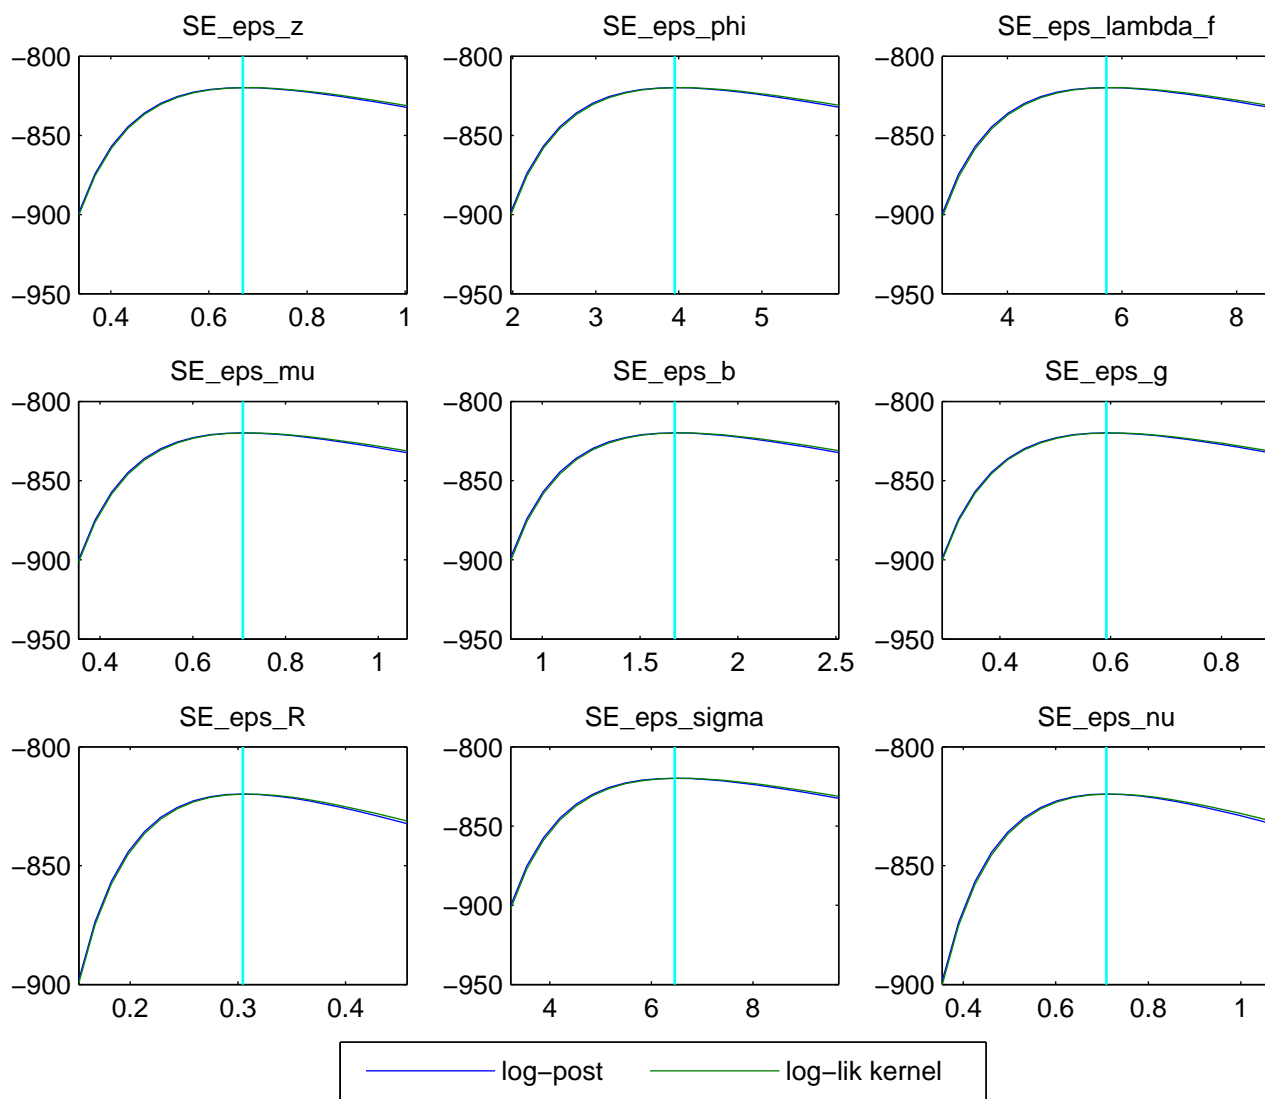 SE_eps_z SE_eps_phi SE_eps_lambda_f
−800 −800 −800
−850 −850 −850
−900 −900 −900
−950 −950 −950
0.4 0.6 0.8 1 2 3 4 5 4 6 8
SE_eps_mu SE_eps_b SE_eps_g
−800 −800 −800
−850 −850 −850
−900 −900 −900
−950 −950 −950
0.4 0.6 0.8 1 1 1.5 2 2.5 0.4 0.6 0.8
SE_eps_R SE_eps_sigma SE_eps_nu
−800 −800 −800
−850 −850
−850
−900
−900 −950 −900
0.2 0.3 0.4 4 6 8 0.4 0.6 0.8 1
log−post log−lik kernel